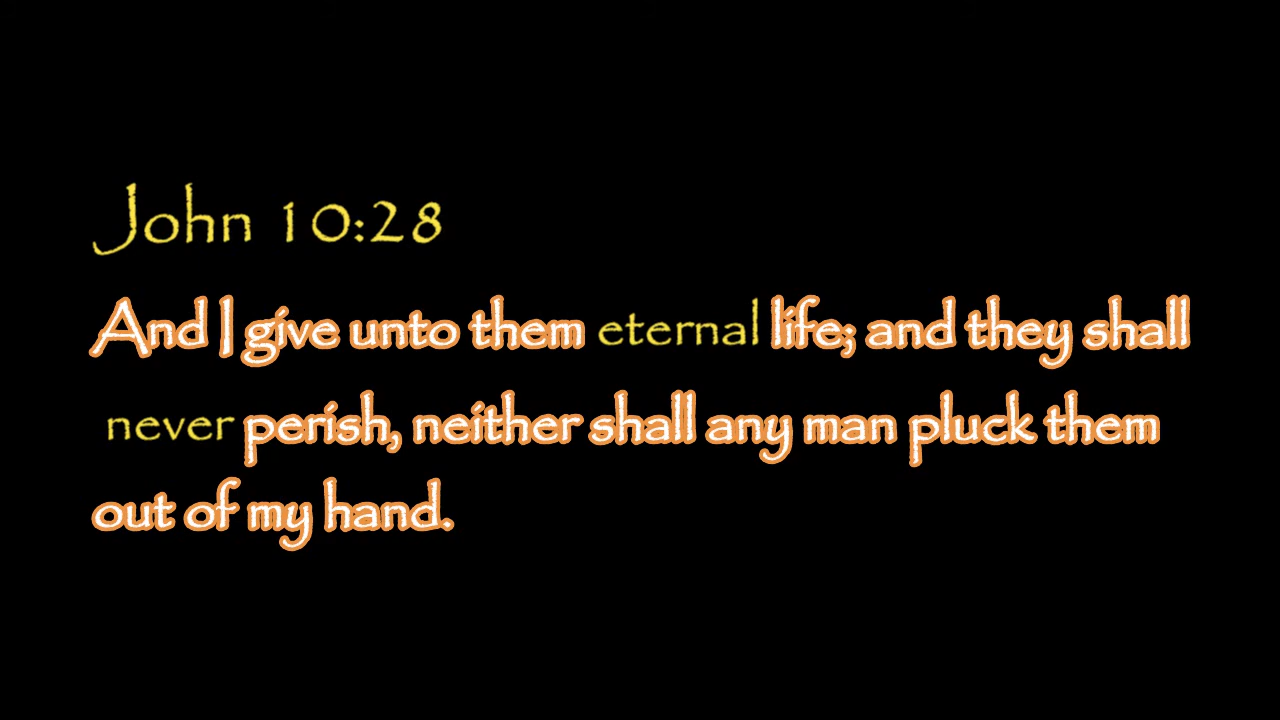 John 10:28
And I give unto them eternal life; and they shall
never perish, neither shall any man pluck them
out of my hand.